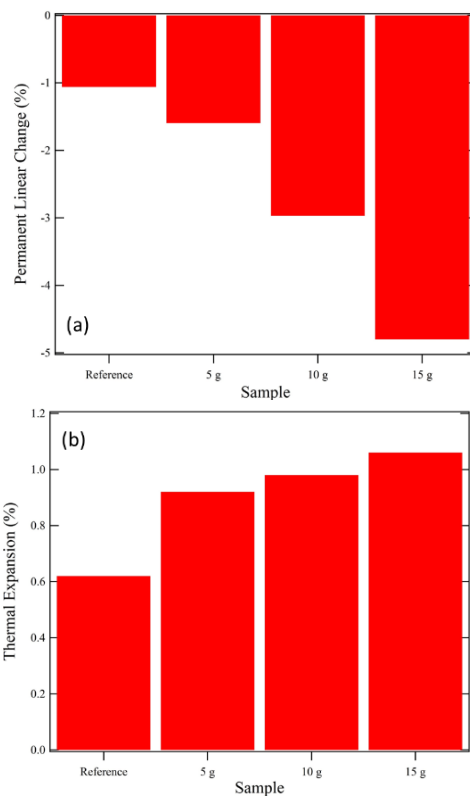 0
-1
-2
-3
-4
-5
Permanent Linear Change (%)
(a)
Reference
5 g
10 g
15 g
Sample
1.2
1.0
0.8
0.6
0.4
0.2
0.0
Thermal Expansion (%)
(b)
Reference
5 g
10 g
15 g
Sample